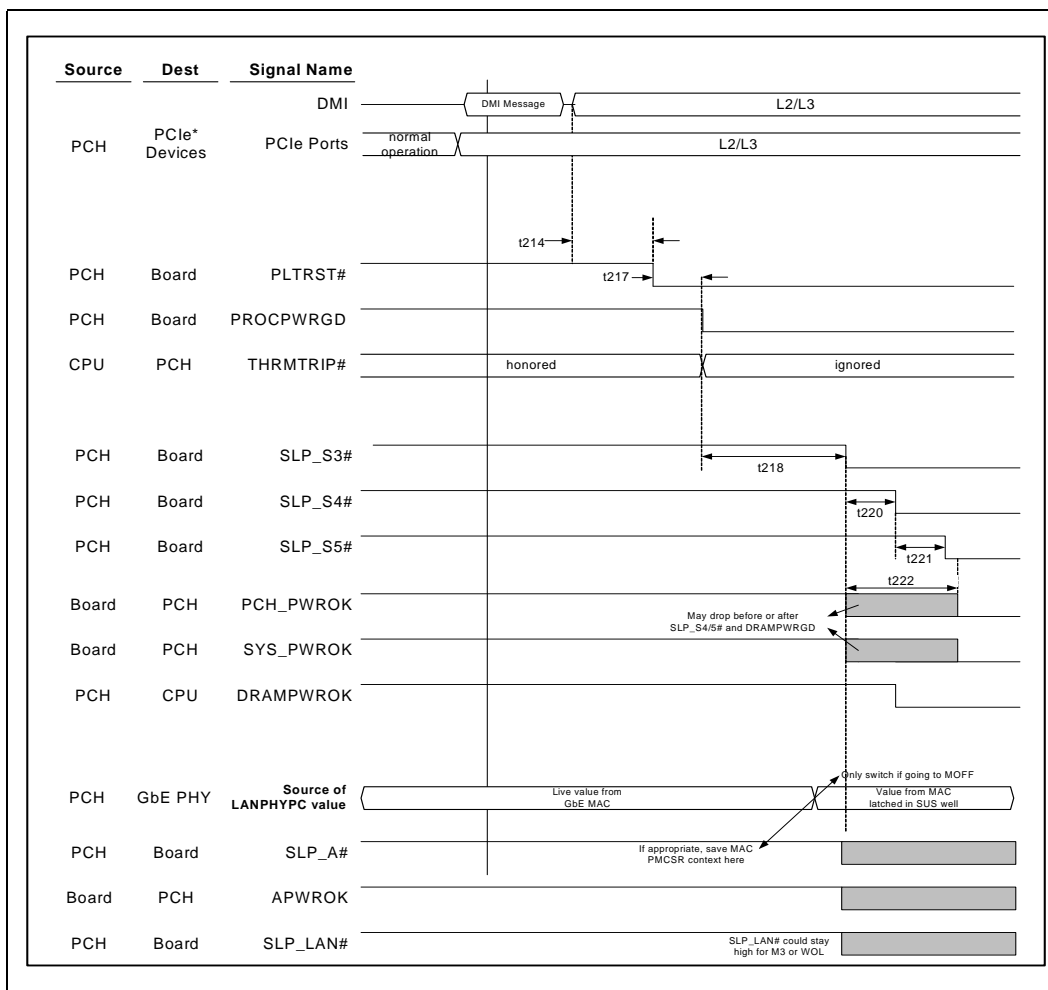 Source Dest Signal Name
DMI DMI Message L2/L3
PCH PCIe* Devices PCIe Ports normal operation L2/L3
t214
PCH Board PLTRST#
t217
PCH Board PROCPWRGD
CPU PCH THRMTRIP# honored ignored
PCH Board SLP_S3#
t218
PCH Board SLP_S4#
t220
PCH Board SLP_S5#
t221
t222
Board PCH PCH_PWROK
May drop before or after
SLP_S4/5# and DRAMPWRGD
Board PCH SYS_PWROK
PCH CPU DRAMPWROK
Only switch if going to MOFF
PCH GbE PHY Source of LANPHYPC value
Live value from
GbE MAC
Value from MAC
latched in SUS well
PCH Board SLP_A#
If appropriate, save MAC
PMCSR context here
Board PCH APWROK
PCH Board SLP_LAN#
SLP_LAN# could stay
high for M3 or WOL